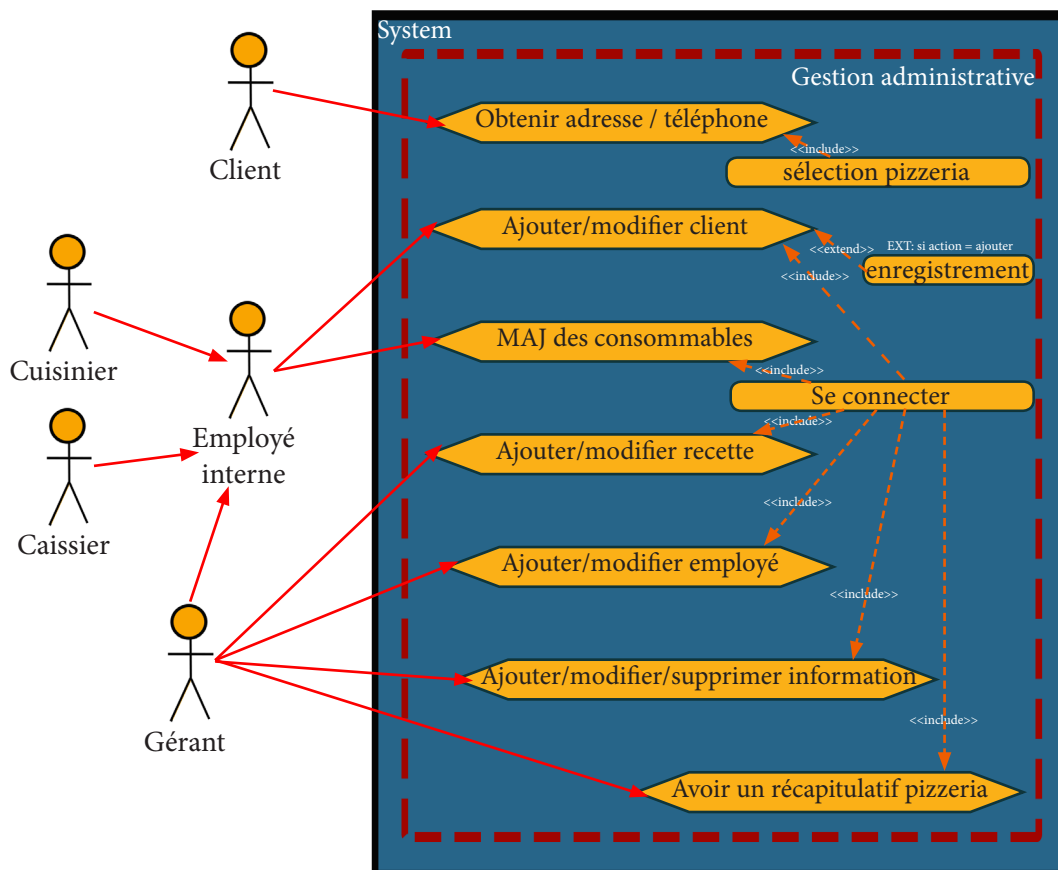 System
Gestion administrative
Obtenir adresse / téléphone
<<include>>
sélection pizzeria
Client
Ajouter/modifier client
<<extend>>
EXT: si action = ajouter
enregistrement
<<include>>
MAJ des consommables
<<include>>
Cuisinier
Se connecter
<<include>>
Employé
interne
Ajouter/modifier recette
<<include>>
Caissier
Ajouter/modifier employé
<<include>>
Ajouter/modifier/supprimer information
<<include>>
Gérant
Avoir un récapitulatif pizzeria